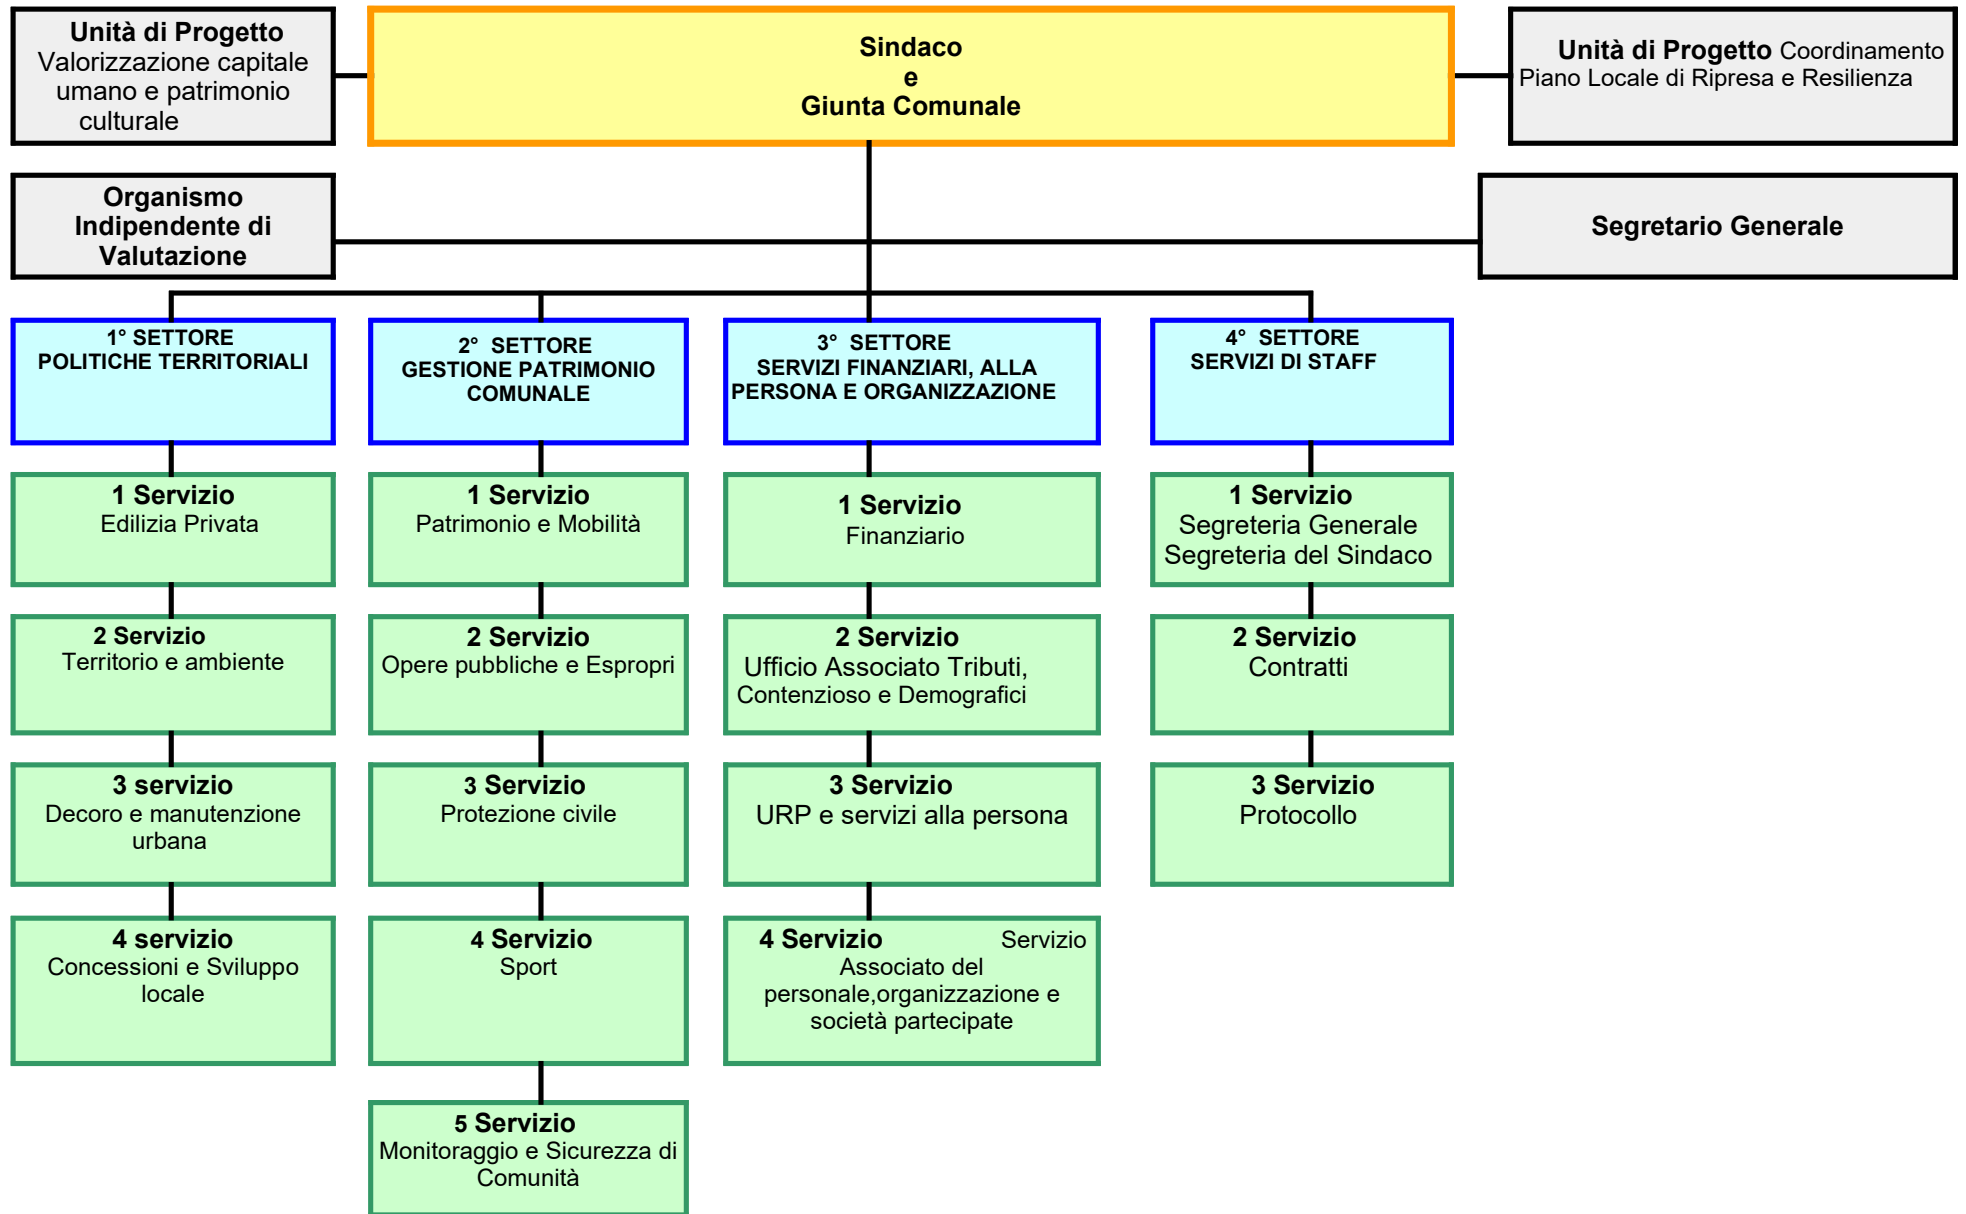 Unità di Progetto
Valorizzazione capitale
umano e patrimonio
culturale
Sindaco
e
Giunta Comunale
Unità di Progetto Coordinamento
Piano Locale di Ripresa e Resilienza
Organismo
Indipendente di
Valutazione
Segretario Generale
1° SETTORE
POLITICHE TERRITORIALI
2° SETTORE
GESTIONE PATRIMONIO
COMUNALE
3° SETTORE
SERVIZI FINANZIARI, ALLA
PERSONA E ORGANIZZAZIONE
4° SETTORE
SERVIZI DI STAFF
1 Servizio
Edilizia Privata
1 Servizio
Patrimonio e Mobilità
1 Servizio
Finanziario
1 Servizio
Segreteria Generale
Segreteria del Sindaco
2 Servizio
Territorio e ambiente
2 Servizio
Opere pubbliche e Espropri
2 Servizio
Ufficio Associato Tributi,
Contenzioso e Demografici
2 Servizio
Contratti
3 servizio
Decoro e manutenzione
urbana
3 Servizio
Protezione civile
3 Servizio
URP e servizi alla persona
3 Servizio
Protocollo
4 servizio
Concessioni e Sviluppo
locale
4 Servizio
Sport
4 Servizio Servizio
Associato del
personale,organizzazione e
società partecipate
5 Servizio
Monitoraggio e Sicurezza di
Comunità